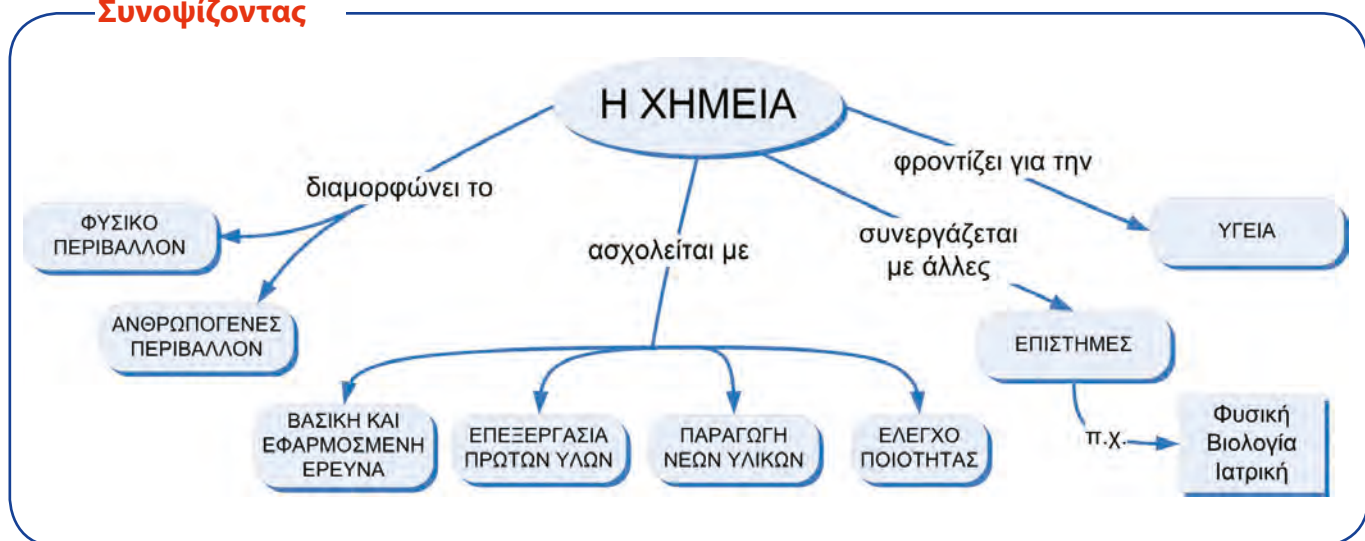 Συνοψίζοντας
Η ΧΗΜΕΙΑ
διαμορφώνει το
ΦΥΣΙΚΟ
ΠΕΡΙΒΑΛΛΟΝ
ΑΝΘΡΩΠΟΓΕΝΕΣ
ΠΕΡΙΒΑΛΛΟΝ
ασχολείται με
ΒΑΣΙΚΗ ΚΑΙ
ΕΦΑΡΜΟΣΜΕΝΗ
ΕΡΕΥΝΑ
ΕΠΕΞΕΡΓΑΣΙΑ
ΠΡΩΤΩΝ ΥΛΩΝ
ΠΑΡΑΓΩΓΗ
ΝΕΩΝ ΥΛΙΚΩΝ
ΕΛΕΓΧΟ
ΠΟΙΟΤΗΤΑΣ
συνεργάζεται
με άλλες
ΕΠΙΣΤΗΜΕΣ
π.χ.
Φυσική
Βιολογία
Ιατρική
φροντίζει για την
ΥΓΕΙΑ